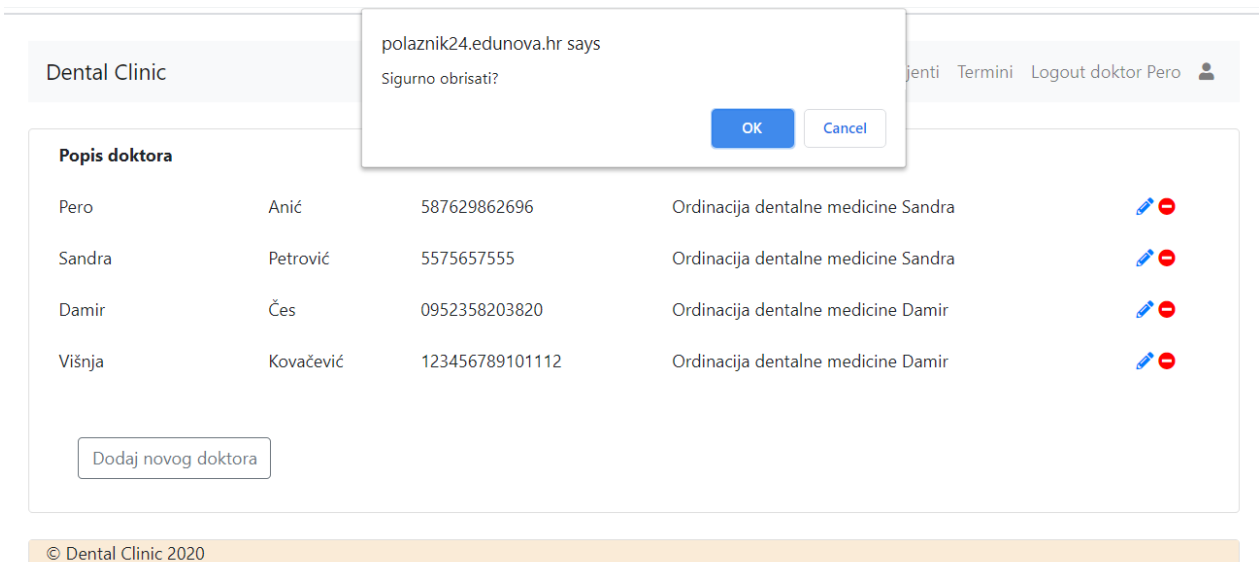 polaznik24.edunova.hr says
Sigurno obrisati?
OK Cancel
Dental Clinic Termini Logout doktor Pero
Popis doktora
Pero Anić 587629862696 Ordinacija dentalne medicine Sandra
Sandra Petrović 5575657555 Ordinacija dentalne medicine Sandra
Damir Čes 0952358203820 Ordinacija dentalne medicine Damir
Višnja Kovačević 123456789101112 Ordinacija dentalne medicine Damir
Dodaj novog doktora
© Dental Clinic 2020